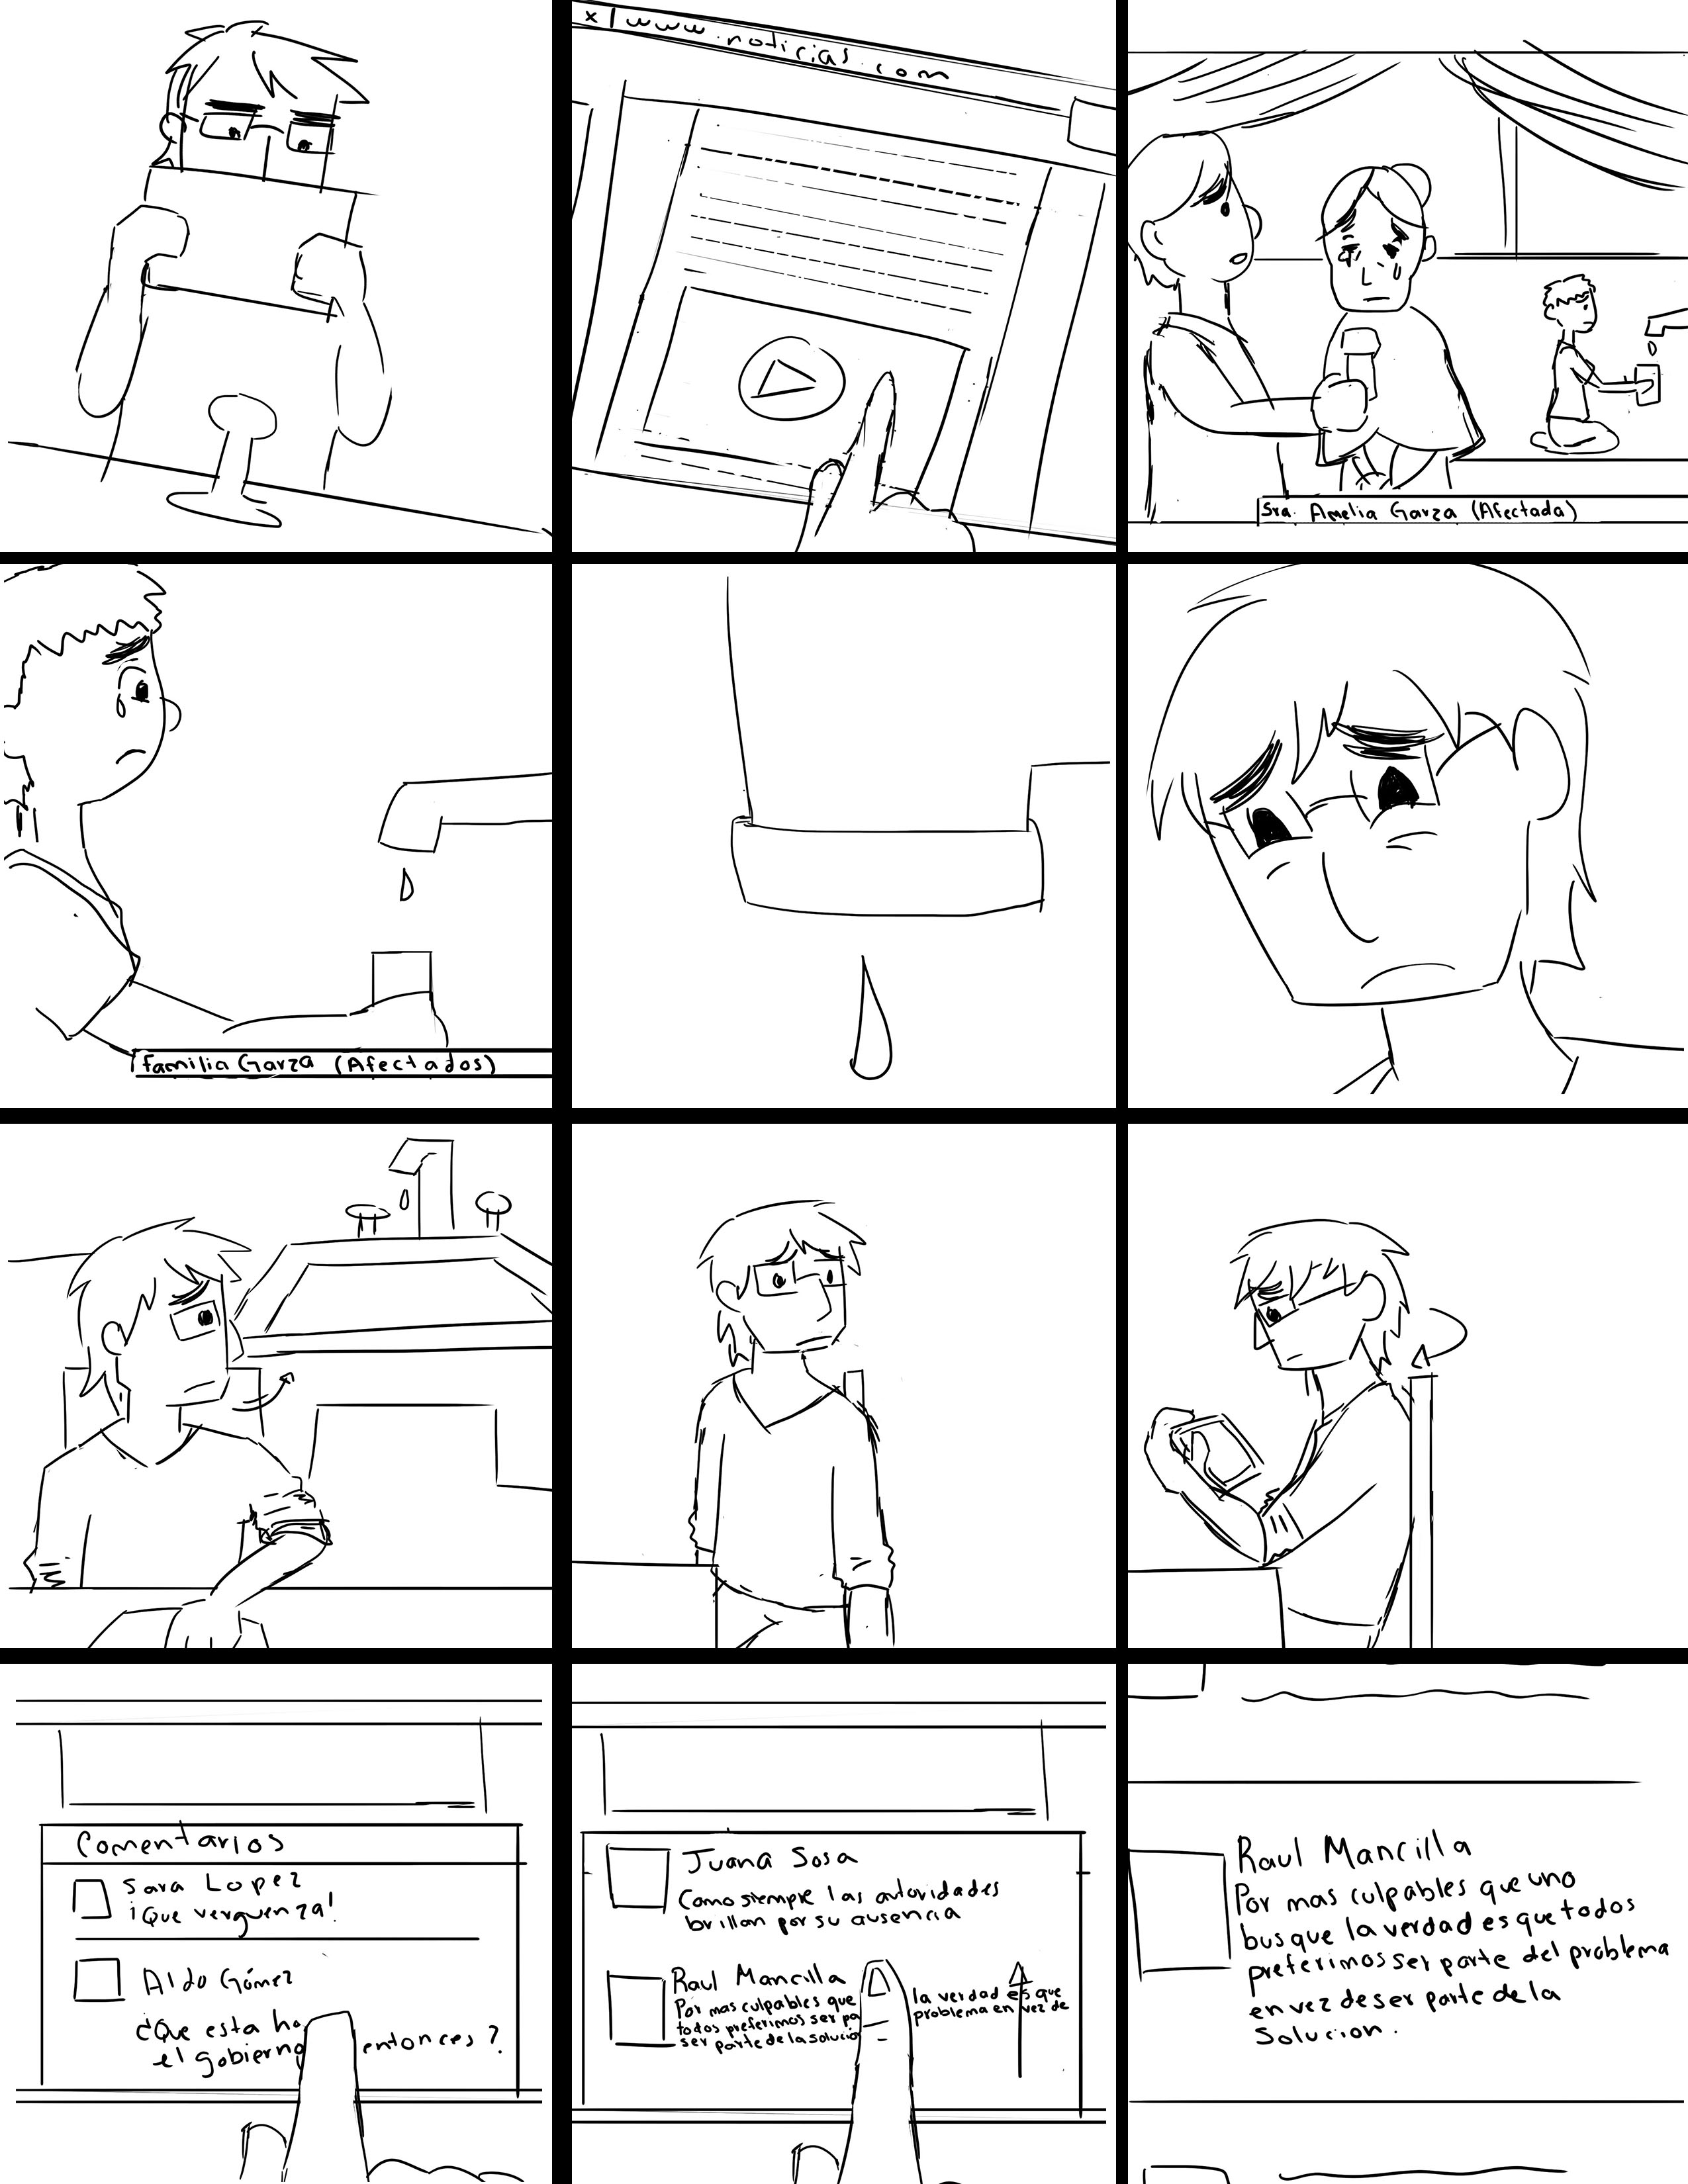 x | www.noticias.com
Sra. Amelia Garza (Afectada)
familia Garza (Afectados)
Comentarios
Sara Lopez
¡Que verguenza!
Aldo Gómez
¿Que esta ha
el gobierno entonces?
Juana Sosa
Como siempre las autoridades
brillan por su ausencia
Raul Mancilla
Por mas culpables que la verdad es que
todos preferimos ser pa problema en vez de
ser parte de la solucio
Raul Mancilla
Por mas culpables que uno
busque la verdad es que todos
preferimos ser parte del problema
en vez de ser parte de la
solucion.